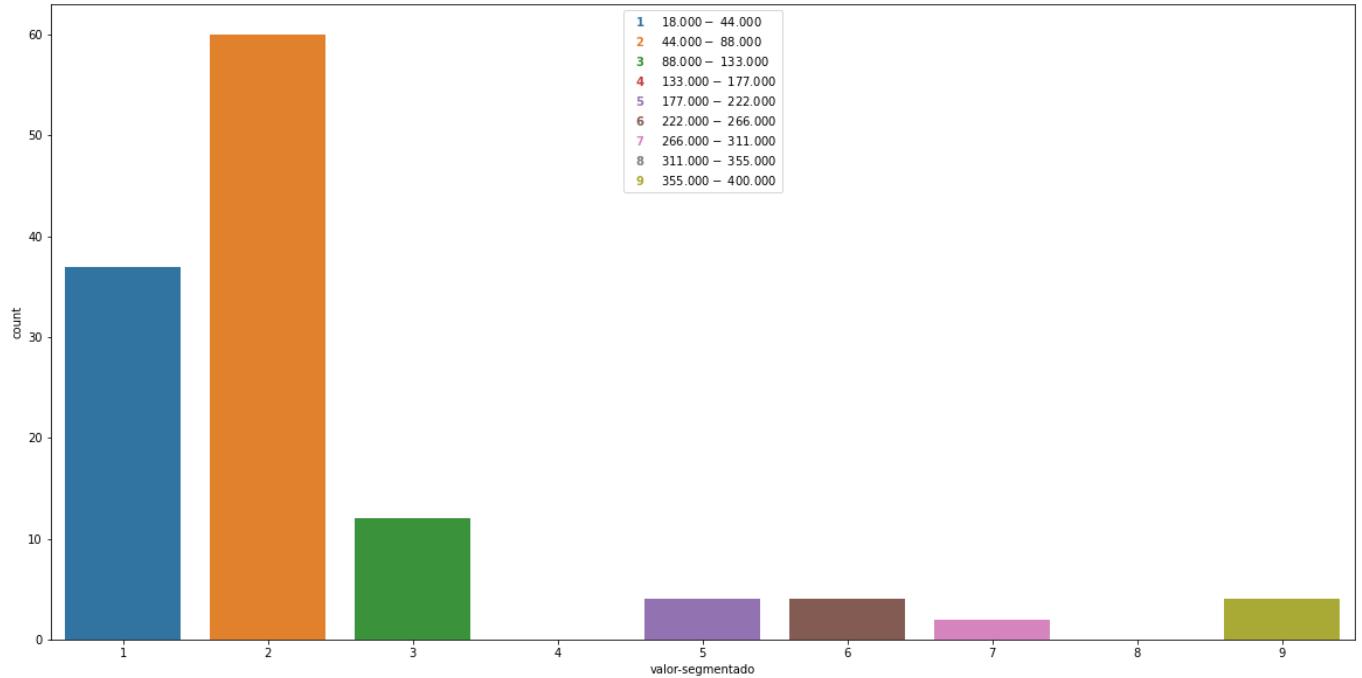 1 18.000 − 44.000
2 44.000 − 88.000
3 88.000 − 133.000
4 133.000 − 177.000
5 177.000 − 222.000
6 222.000 − 266.000
7 266.000 − 311.000
8 311.000 − 355.000
9 355.000 − 400.000
60
50
40
30
20
10
0
count
1 2 3 4 5 6 7 8 9
valor-segmentado